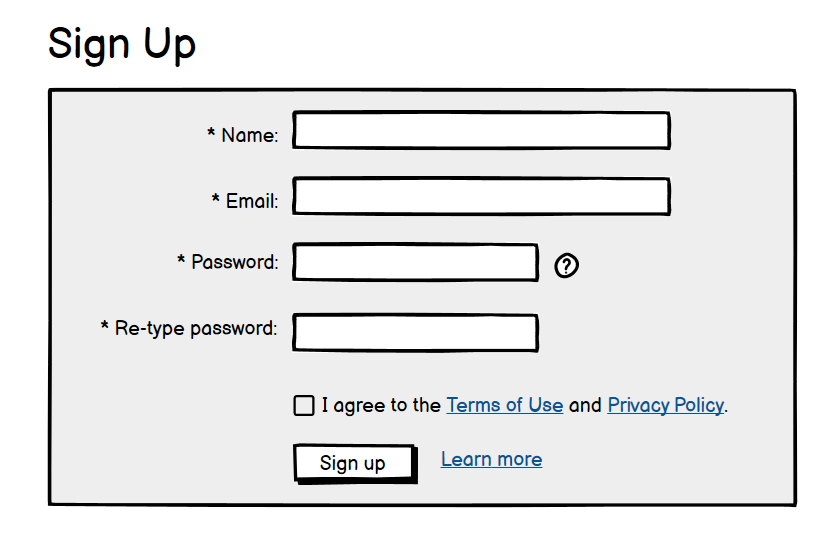 Sign Up
* Name:
* Email:
* Password: ?
* Re-type password:
I agree to the Terms of Use and Privacy Policy.
Sign up Learn more